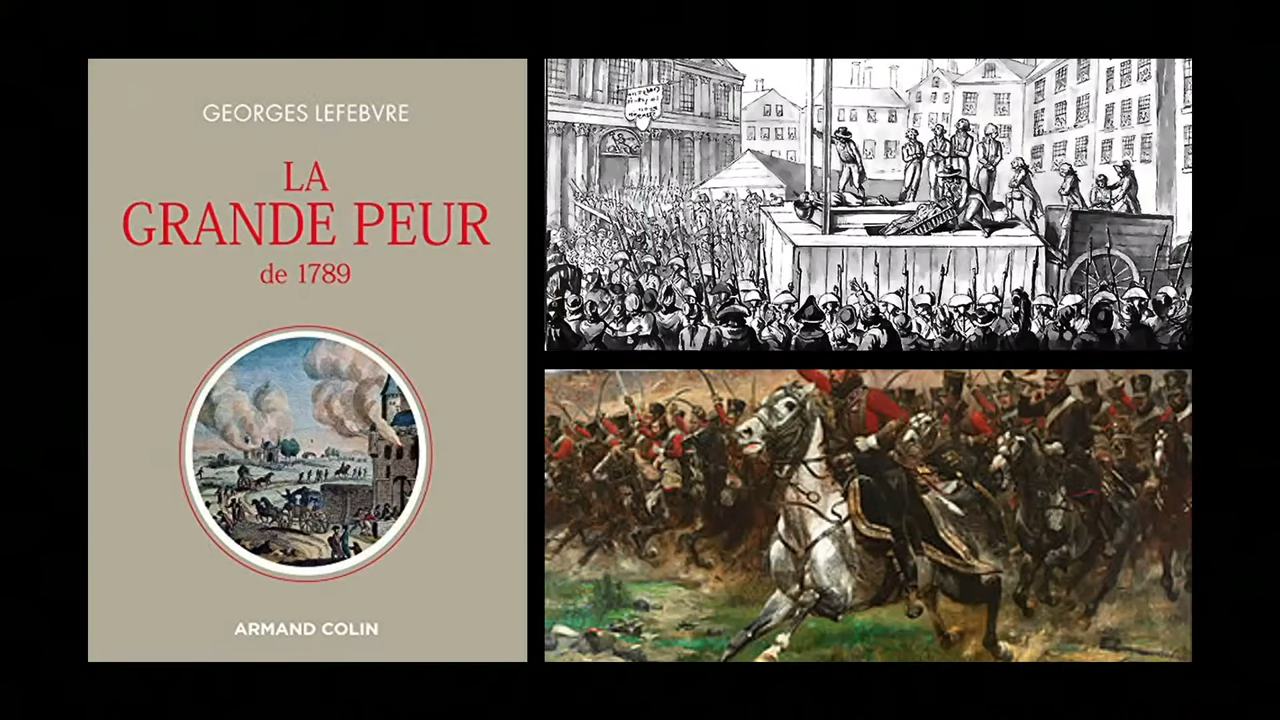 GEORGES LEFEBVRE
LA
GRANDE PEUR
de 1789
ARMAND COLIN